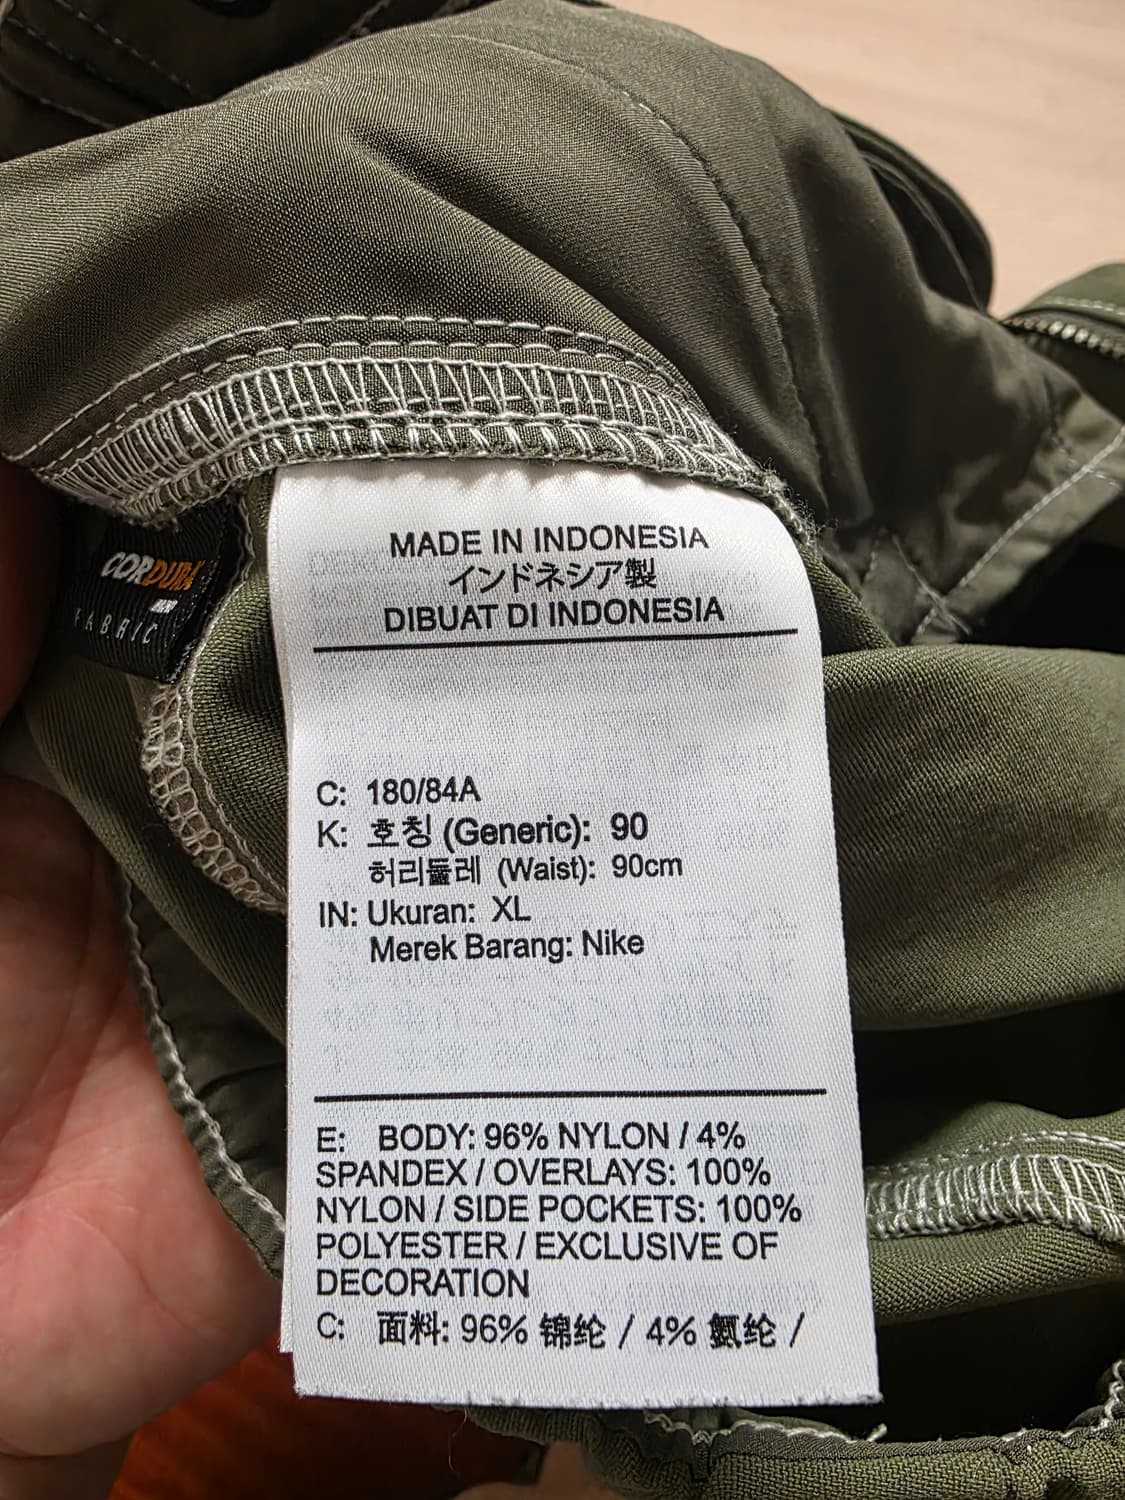 CORDURA
FABRIC
MADE IN INDONESIA
インドネシア製
DIBUAT DI INDONESIA
C: 180/84A
K: 호칭 (Generic): 90
허리둘레 (Waist): 90cm
IN: Ukuran: XL
Merek Barang: Nike
E: BODY: 96% NYLON / 4%
SPANDEX / OVERLAYS: 100%
NYLON / SIDE POCKETS: 100%
POLYESTER / EXCLUSIVE OF
DECORATION
C: 面料: 96% 锦纶 / 4% 氨纶 /